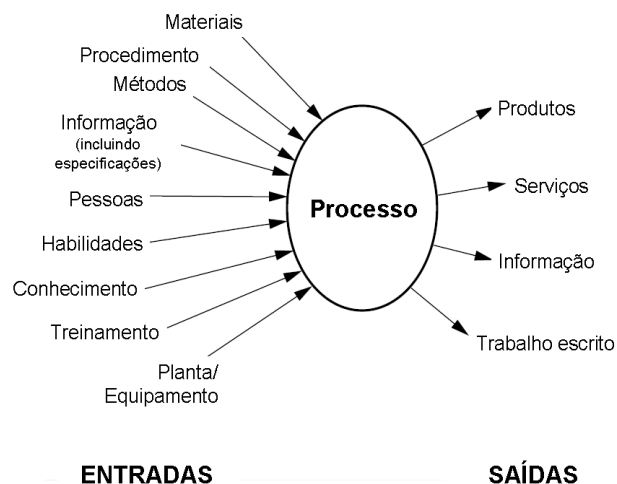 Materiais
Procedimento
Métodos
Informação
(incluindo
especificações)
Pessoas
Habilidades
Conhecimento
Treinamento
Planta/
Equipamento
Processo
Produtos
Serviços
Informação
Trabalho escrito
ENTRADAS
SAÍDAS